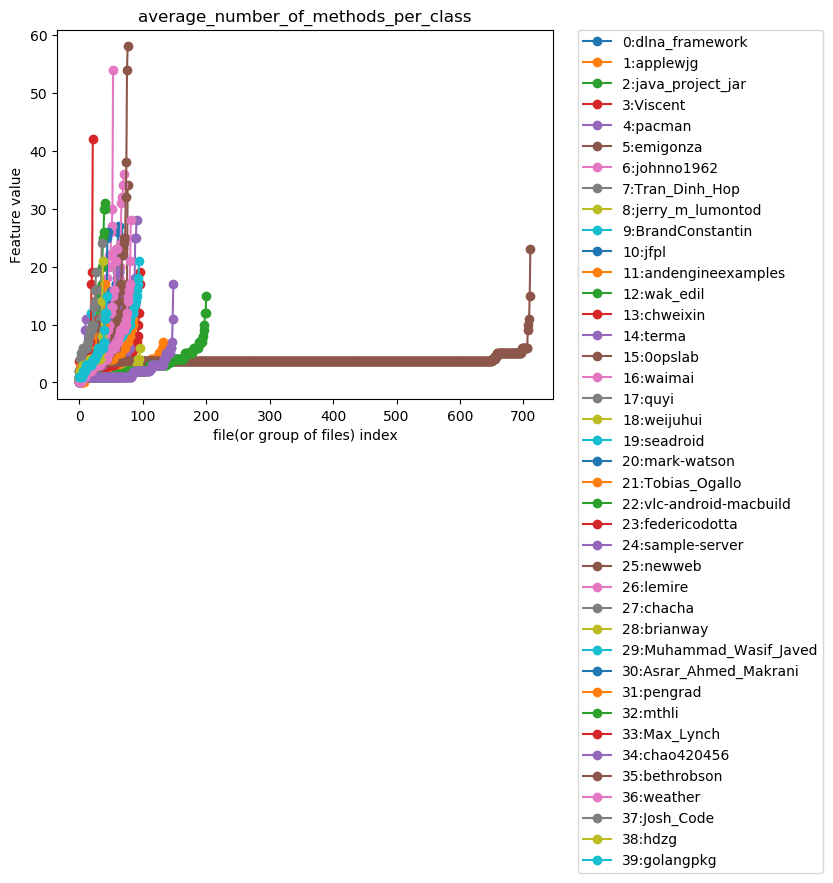 average_number_of_methods_per_class
Feature value
60
50
40
30
20
10
0
0 100 200 300 400 500 600 700
file(or group of files) index
0:dlna_framework
1:applewjg
2:java_project_jar
3:Viscent
4:pacman
5:emigonza
6:johnno1962
7:Tran_Dinh_Hop
8:jerry_m_lumontod
9:BrandConstantin
10:jfpl
11:andengineexamples
12:wak_edil
13:chweixin
14:terma
15:0opslab
16:waimai
17:quyi
18:weijuhui
19:seadroid
20:mark-watson
21:Tobias_Ogallo
22:vlc-android-macbuild
23:federicodotta
24:sample-server
25:newweb
26:lemire
27:chacha
28:brianway
29:Muhammad_Wasif_Javed
30:Asrar_Ahmed_Makrani
31:pengrad
32:mthli
33:Max_Lynch
34:chao420456
35:bethrobson
36:weather
37:Josh_Code
38:hdzg
39:golangpkg